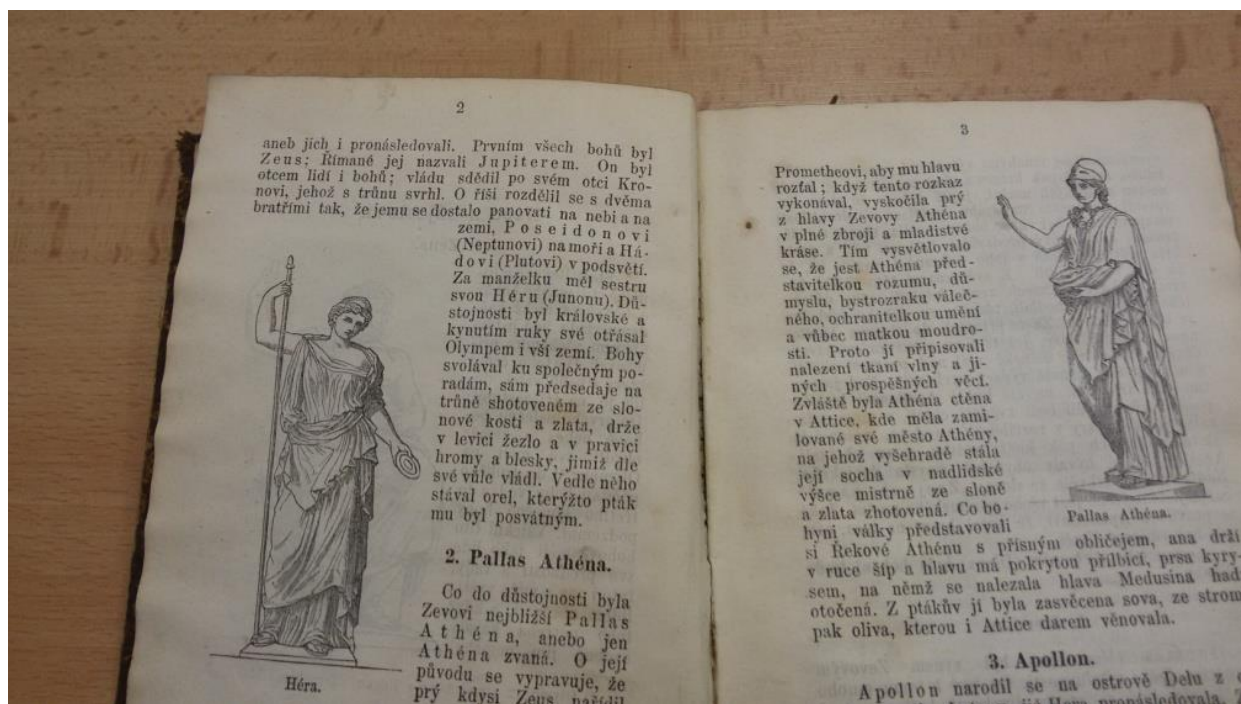 2
aneb jich i pronásledovali. Prvním všech bohů byl
Zeus; Římané jej nazvali Jupiterem. On byl
otcem lidí i bohů; vládu sdědil po svém otci Kro-
novi, jehož s trůnu svrhl. O říši rozdělil se s dvěma
bratřími tak, že jemu se dostalo panovati na nebi a na
zemi, Poseidonovi
(Neptunovi) na moři a Há-
dovi (Plutovi) v podsvětí.
Za manželku měl sestru
svou Héru (Junonu). Dů-
stojnosti byl královské a
kynutím ruky své otřásal
Olympem i vší zemí. Bohy
svolával ku společným po-
radám, sám předsedaje na
trůně shotoveném ze slo-
nové kosti a zlata, drže
v levici žezlo a v pravici
hromy a blesky, jimiž dle
své vůle vládl. Vedle něho
stával orel, kterýžto pták
mu byl posvátným.
2. Pallas Athéna.
Co do důstojnosti byla
Zevovi nejbližší Pallas
Athéna, anebo jen
Athéna zvaná. O její
původu se vypravuje, že
prý kdysi Zeus nařídil
Héra.
3
Prometheovi, aby mu hlavu
rozťal; když tento rozkaz
vykonával, vyskočila prý
z hlavy Zevovy Athéna
v plné zbroji a mladistvé
kráse. Tím vysvětlovalo
se, že jest Athéna před-
stavitelkou rozumu, dů-
myslu, bystrozraku váleč-
ného, ochranitelkou umění
a vůbec matkou moudro-
sti. Proto jí připisovali
nalezení tkaní vlny a ji-
ných prospěšných věcí.
Zvláště byla Athéna ctěna
v Attice, kde měla zami-
lované své město Athény,
na jehož vyšehradě stála
její socha v nadlidské
výšce mistrně ze sloně
a zlata zhotovená. Co bo-
hyni války představovali
si Řekové Athénu s přísným obličejem, ana drží
v ruce šíp a hlavu má pokrytou přílbicí, prsa kyry-
sem, na němž se nalezala hlava Medusina had
otočená. Z ptákův jí byla zasvěcena sova, ze strom
pak oliva, kterou i Attice darem věnovala.
Pallas Athéna.
3. Apollon.
Apollon narodil se na ostrově Delu z
Hera pronásledovala.